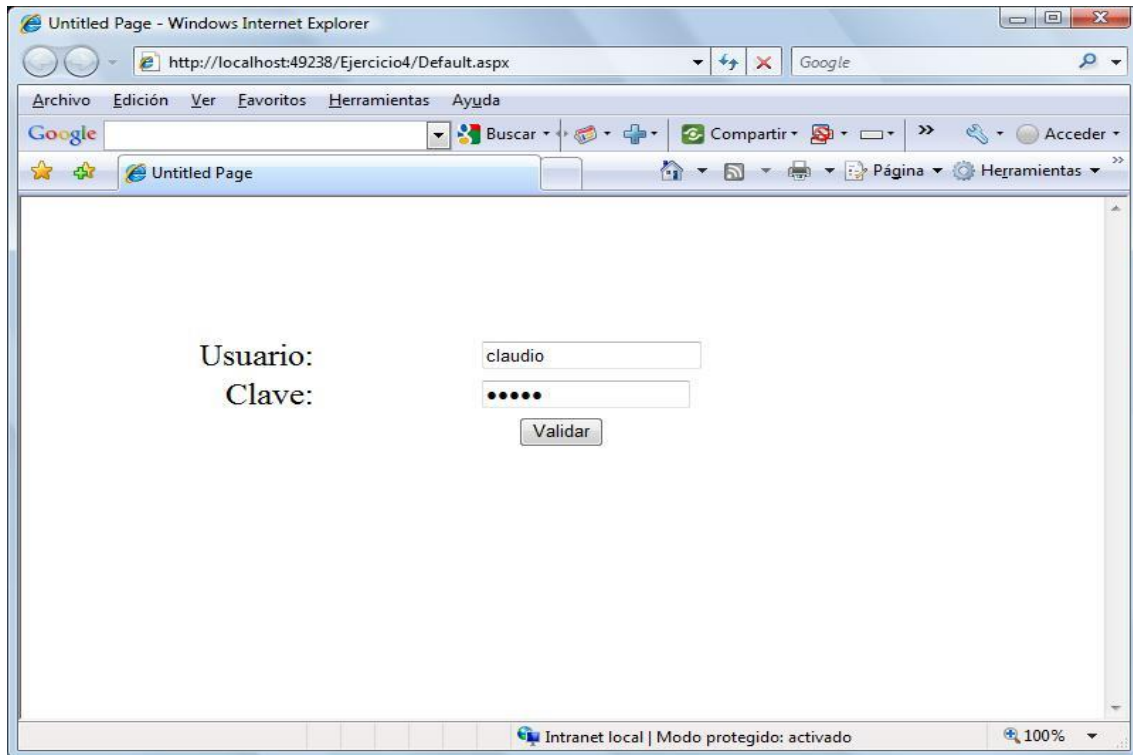 Untitled Page - Windows Internet Explorer
http://localhost:49238/Ejercicio4/Default.aspx Google
Archivo Edición Ver Favoritos Herramientas Ayuda
Google Buscar Compartir >> Acceder
Untitled Page Página Herramientas >>
Usuario: claudio
Clave: •••••
Validar
Intranet local | Modo protegido: activado 100%